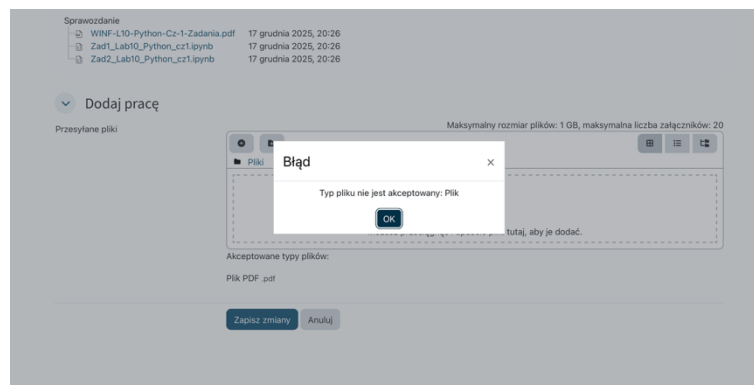 Sprawozdanie
WINF-L10-Python-Cz-1-Zadania.pdf 17 grudnia 2025, 20:26
Zad1_Lab10_Python_cz1.ipynb 17 grudnia 2025, 20:26
Zad2_Lab10_Python_cz1.ipynb 17 grudnia 2025, 20:26
Dodaj pracę
Przesyłane pliki
Maksymalny rozmiar plików: 1 GB, maksymalna liczba załączników: 20
Pliki
Błąd
×
Typ pliku nie jest akceptowany: Plik
OK
tutaj, aby je dodać.
Akceptowane typy plików:
Plik PDF .pdf
Zapisz zmiany Anuluj